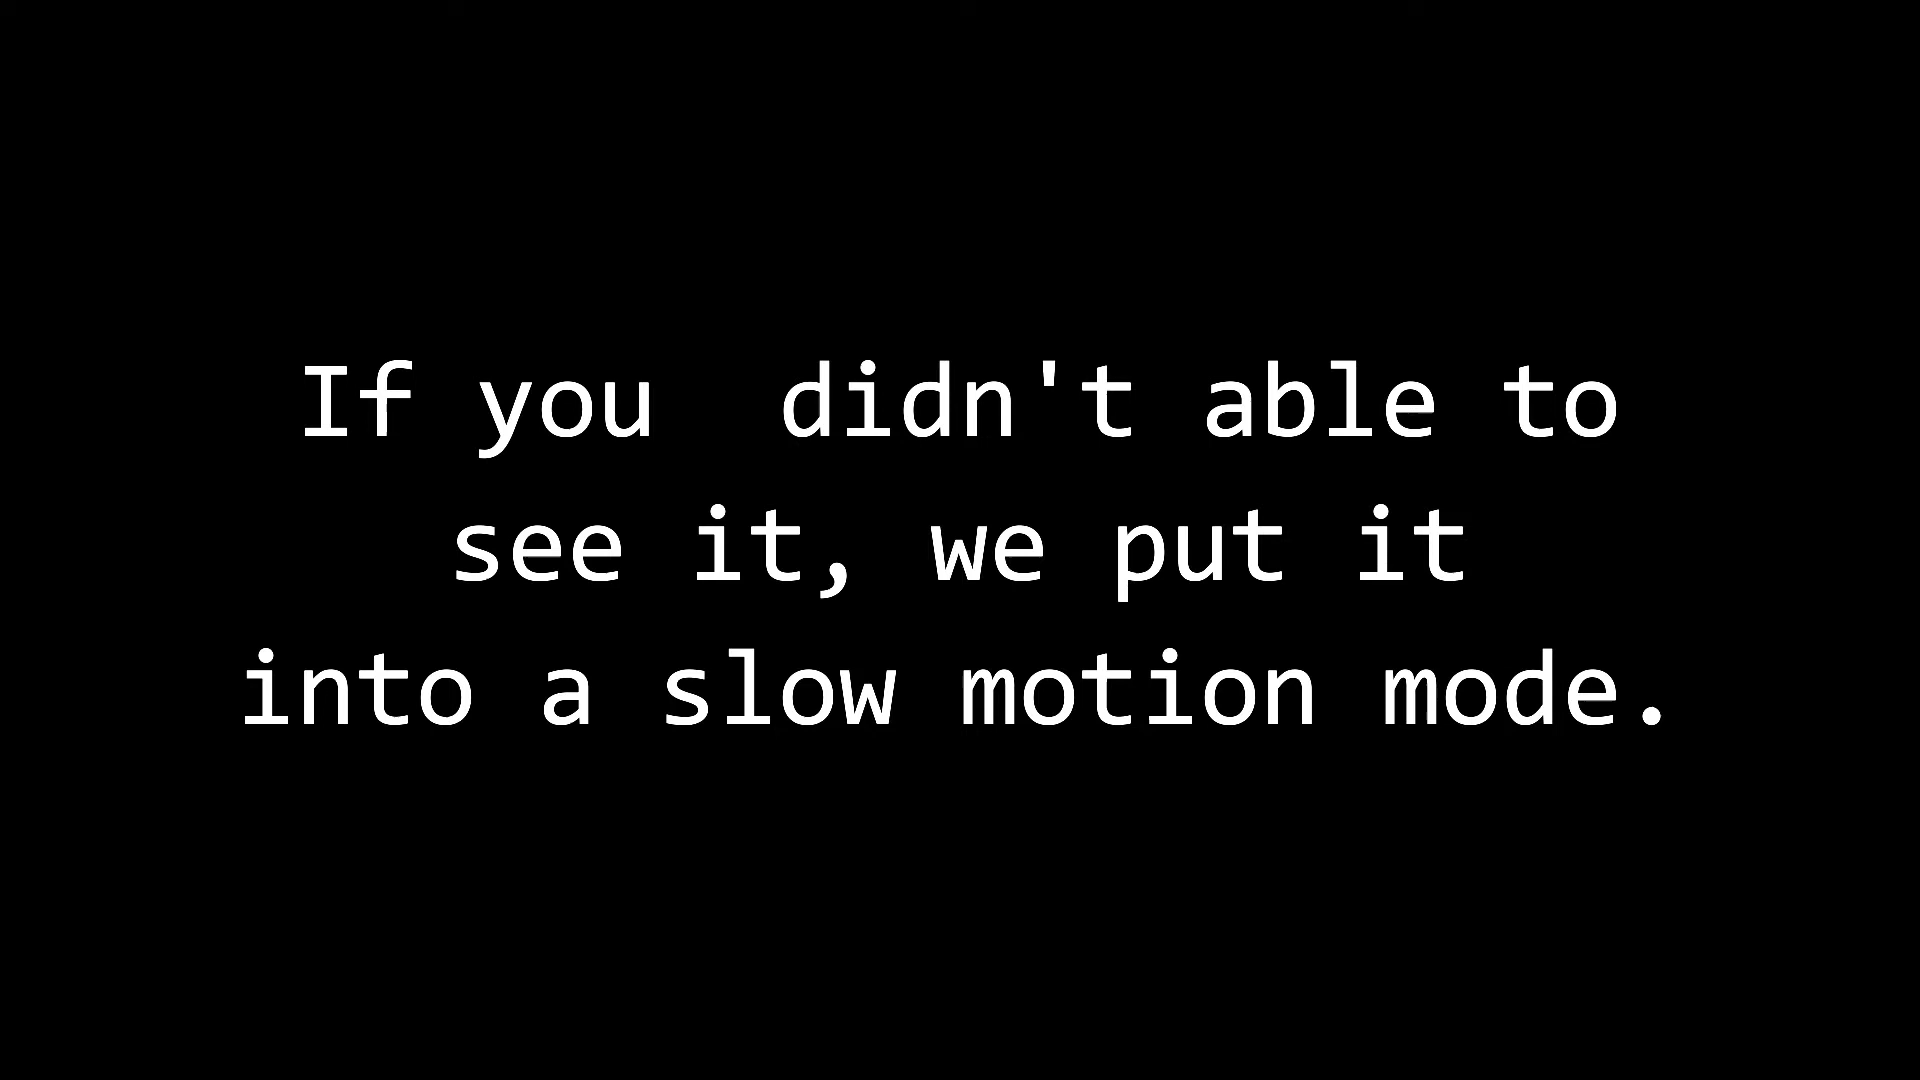 If you  didn't able to
see it, we put it
into a slow motion mode.